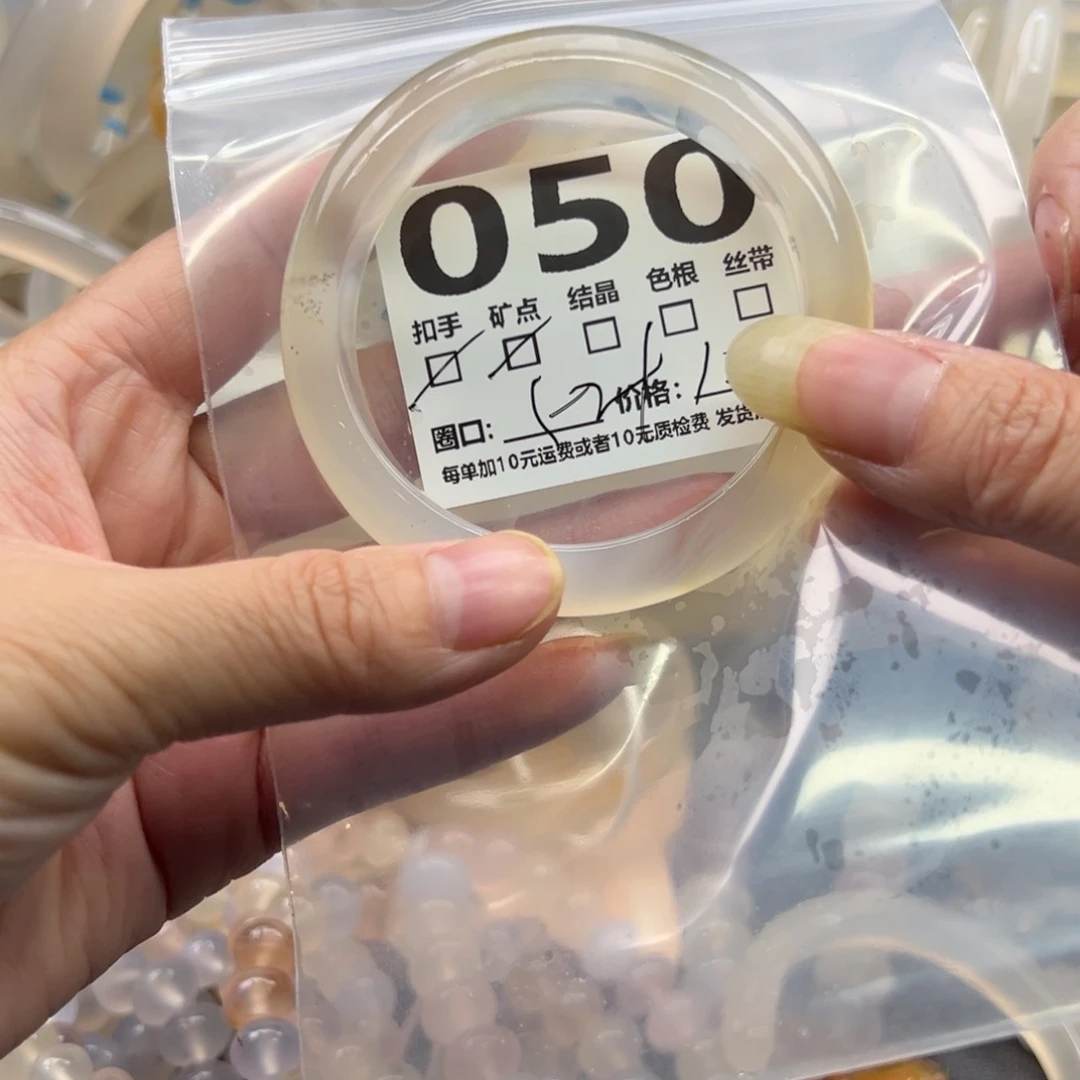 050
扣手 矿点 结晶 色根 丝带
圈口: 价格:
每单加10元运费或者10元质检费 发货